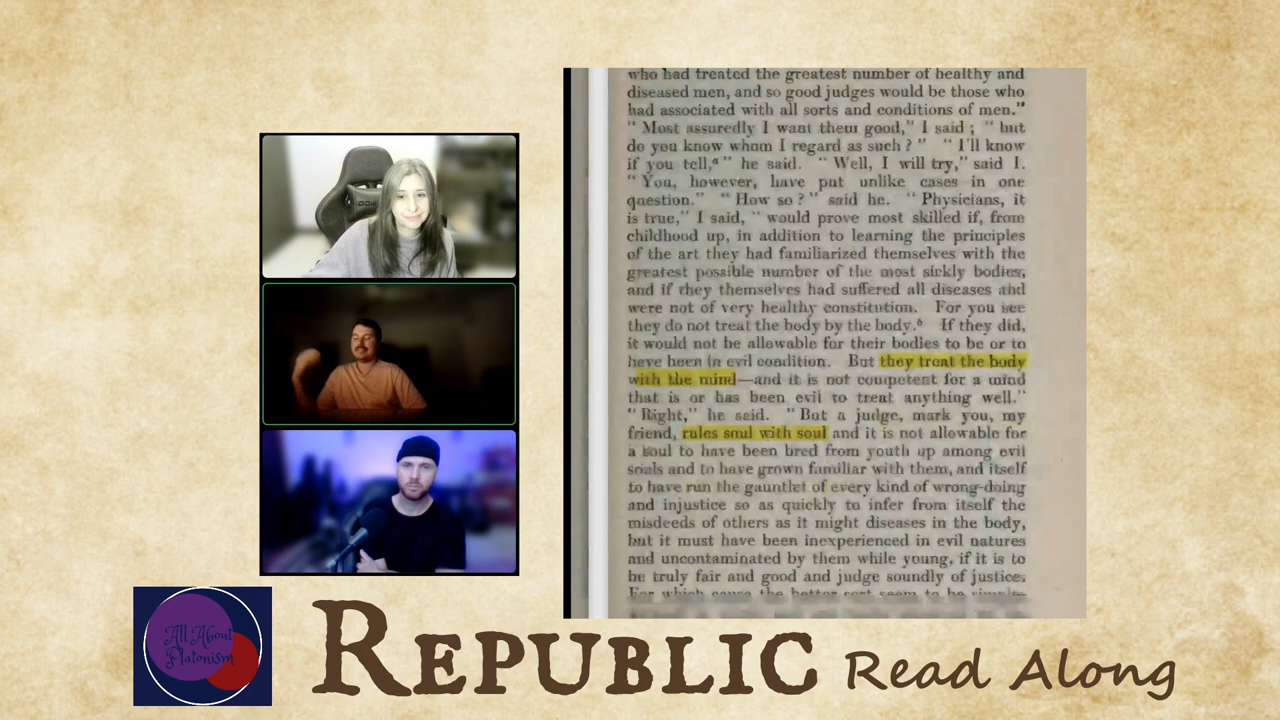 who had treated the greatest number of healthy and
diseased men, and so good judges would be those who
had associated with all sorts and conditions of men."
" Most assuredly I want them good," I said ; " but
do you know whom I regard as such ? " " I'll know
if you tell,ᵃ " he said. " Well, I will try," said I.
" You, however, have put unlike cases in one
question." " How so ? " said he. " Physicians, it
is true," I said, " would prove most skilled if, from
childhood up, in addition to learning the principles
of the art they had familiarized themselves with the
greatest possible number of the most sickly bodies,
and if they themselves had suffered all diseases and
were not of very healthy constitution. For you see
they do not treat the body by the body.ᵇ If they did,
it would not be allowable for their bodies to be or to
have been in evil condition. But they treat the body
with the mind—and it is not competent for a mind
that is or has been evil to treat anything well."
" Right," he said. " But a judge, mark you, my
friend, rules soul with soul and it is not allowable for
a soul to have been bred from youth up among evil
souls and to have grown familiar with them, and itself
to have run the gauntlet of every kind of wrong-doing
and injustice so as quickly to infer from itself the
misdeeds of others as it might diseases in the body,
but it must have been inexperienced in evil natures
and uncontaminated by them while young, if it is to
be truly fair and good and judge soundly of justice.
For which cause the better sort seem to be simple-
All About
Platonism
Republic Read Along